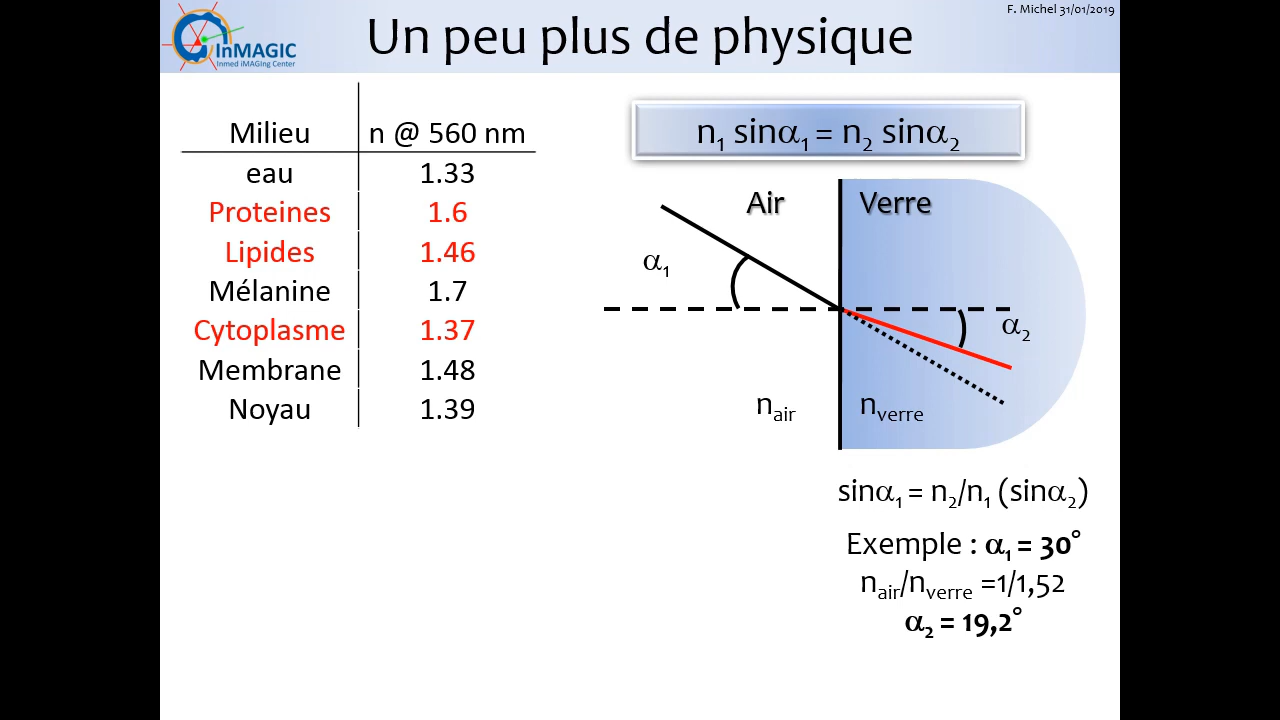 F. Michel 31/01/2019
InMAGIC
Inmed iMAGIng Center
Un peu plus de physique
Milieu n @ 560 nm
eau 1.33
Proteines 1.6
Lipides 1.46
Mélanine 1.7
Cytoplasme 1.37
Membrane 1.48
Noyau 1.39
n₁ sinα₁ = n₂ sinα₂
Air Verre
α₁
α₂
nair nverre
sinα₁ = n₂/n₁ (sinα₂)
Exemple : α₁ = 30°
nair/nverre =1/1,52
α₂ = 19,2°